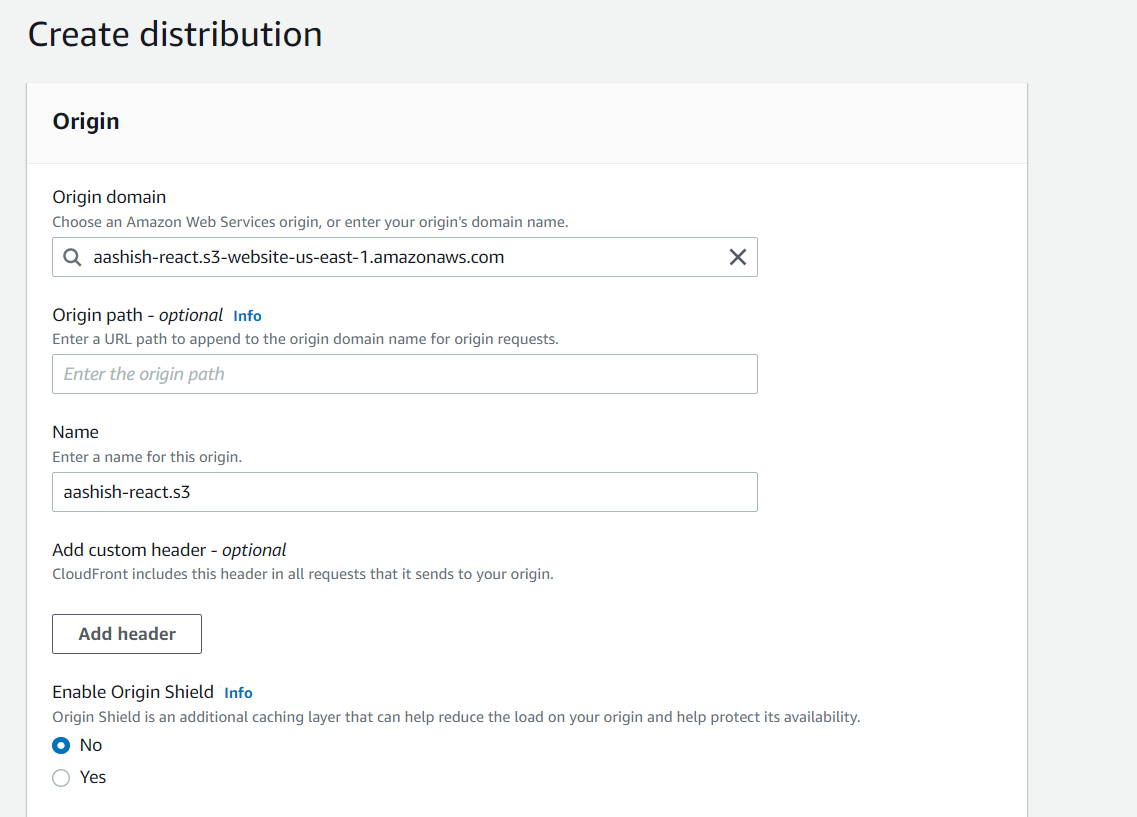 Create distribution
Origin
Origin domain
Choose an Amazon Web Services origin, or enter your origin's domain name.
aashish-react.s3-website-us-east-1.amazonaws.com
Origin path - optional Info
Enter a URL path to append to the origin domain name for origin requests.
Enter the origin path
Name
Enter a name for this origin.
aashish-react.s3
Add custom header - optional
CloudFront includes this header in all requests that it sends to your origin.
Add header
Enable Origin Shield Info
Origin Shield is an additional caching layer that can help reduce the load on your origin and help protect its availability.
No
Yes